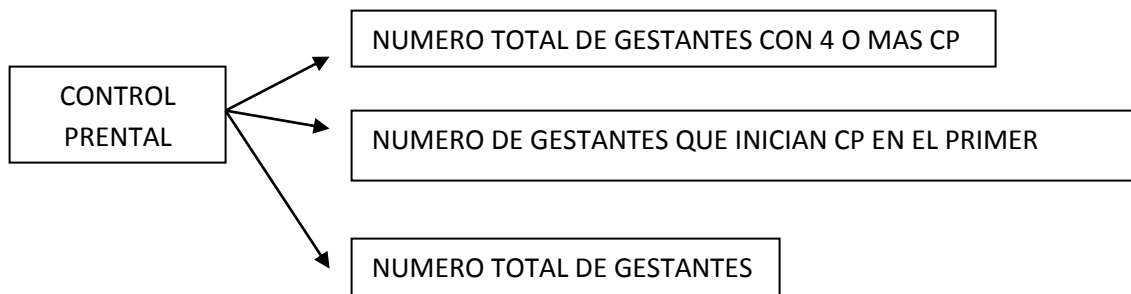 NUMERO TOTAL DE GESTANTES CON 4 O MAS CP
CONTROL
PRENTAL
NUMERO DE GESTANTES QUE INICIAN CP EN EL PRIMER
NUMERO TOTAL DE GESTANTES